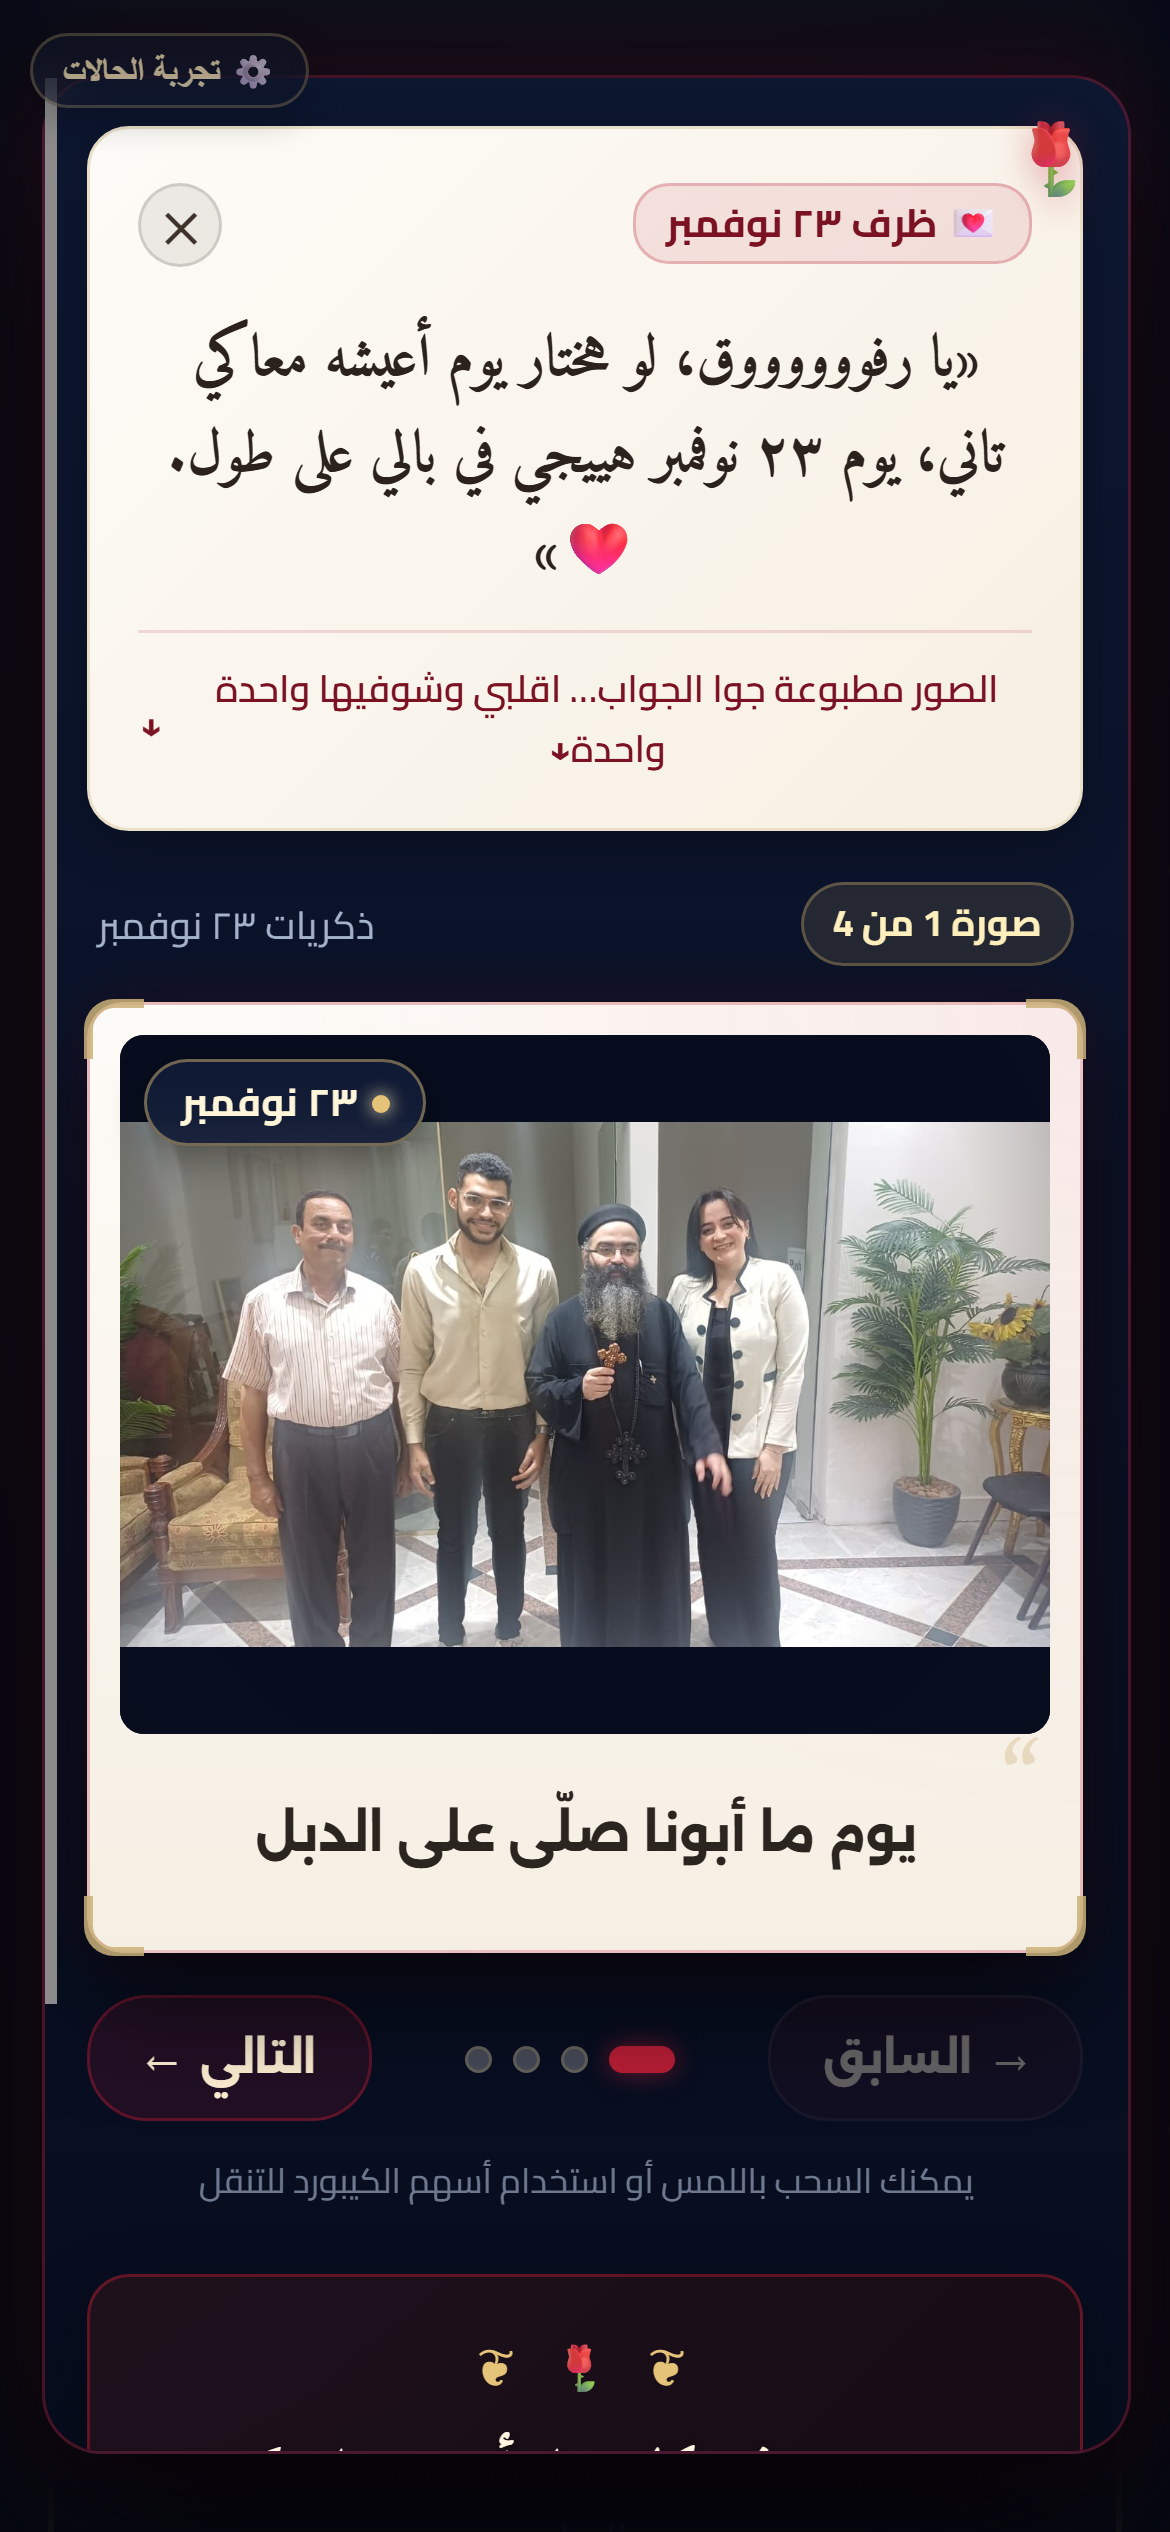 تجربة الحالات
ظرف ٢٣ نوفمبر
«يا رفوووووووق، لو هختار يوم أعيشه معاكي
تاني، يوم ٢٣ نوفمبر هييجي في بالي على طول.
❤️ »
الصور مطبوعة جوا الجواب... اقلبي وشوفيها واحدة
واحدة↓ ↓
صورة 1 من 4
ذكريات ٢٣ نوفمبر
٢٣ نوفمبر
يوم ما أبونا صلّى على الدبل
→ السابق
التالي ←
يمكنك السحب باللمس أو استخدام أسهم الكيبورد للتنقل